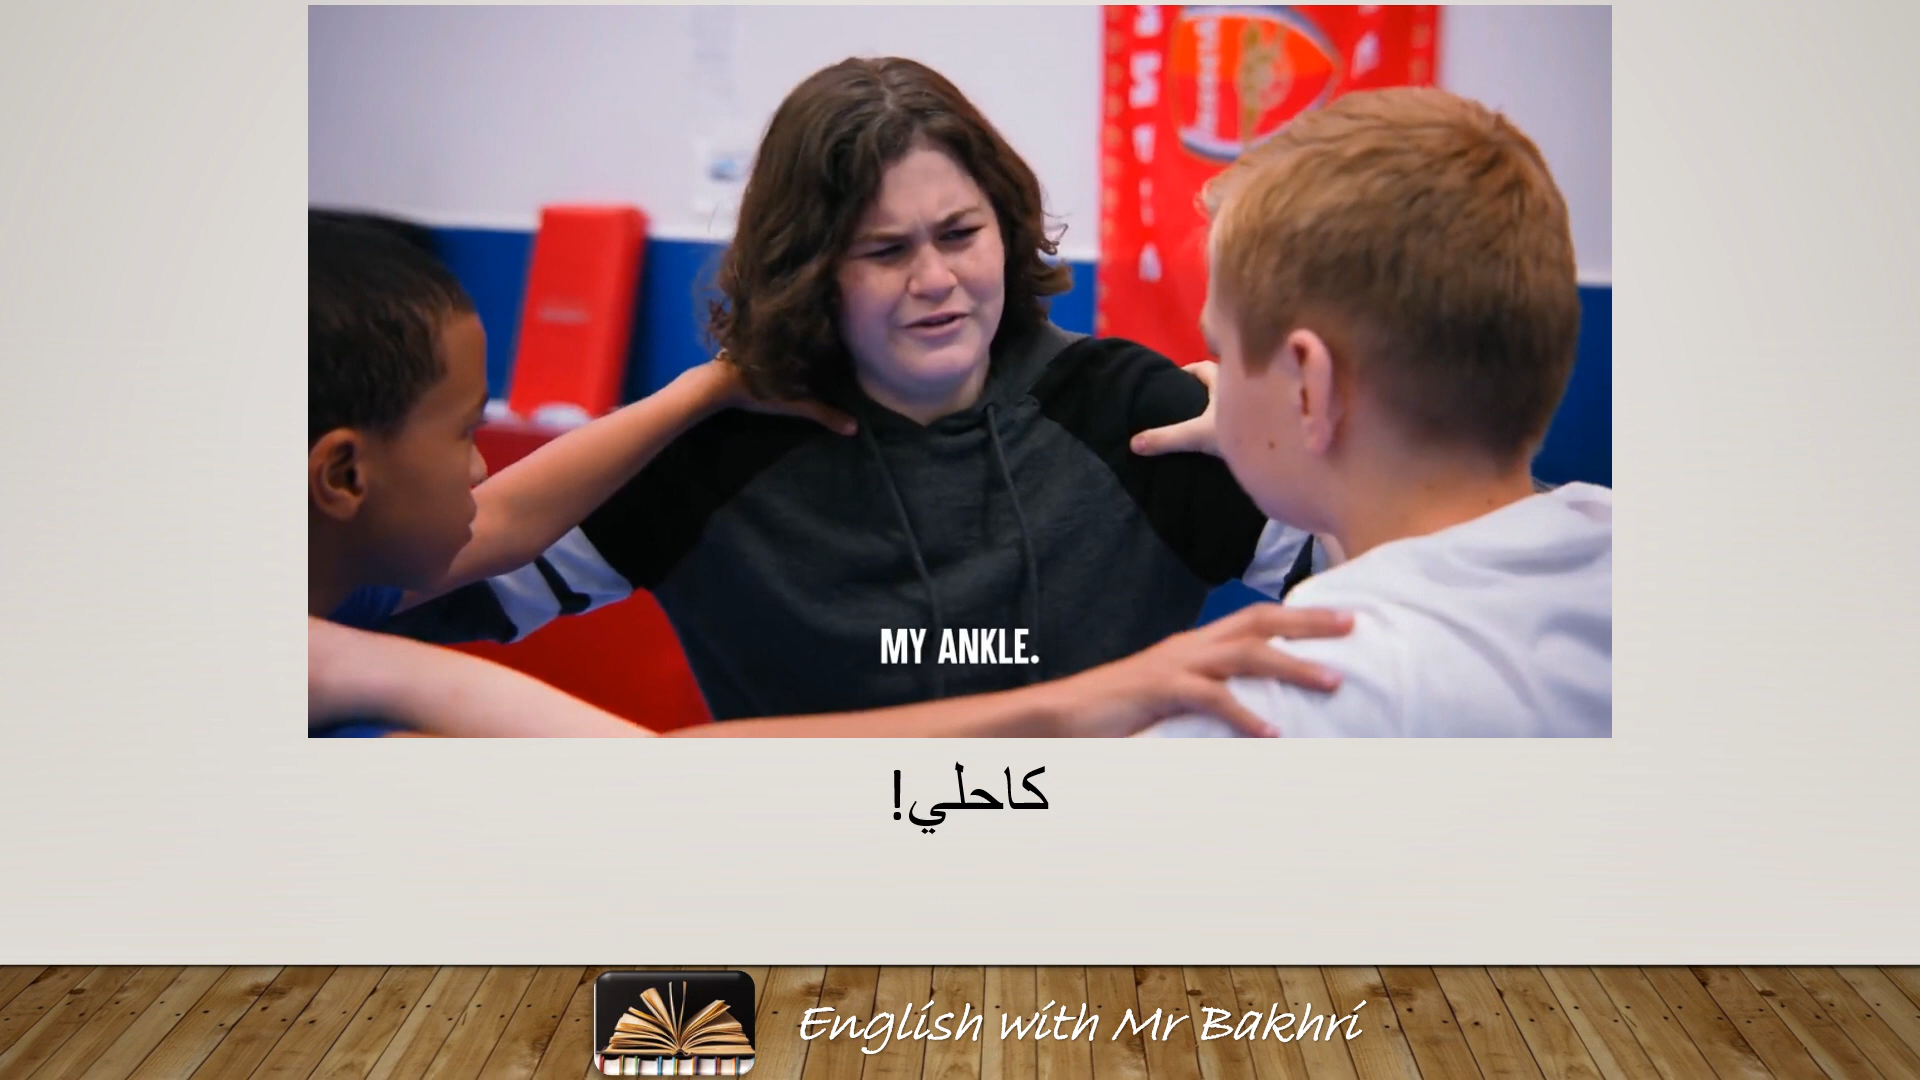 MY ANKLE.
كاحلي!
English with Mr Bakhri